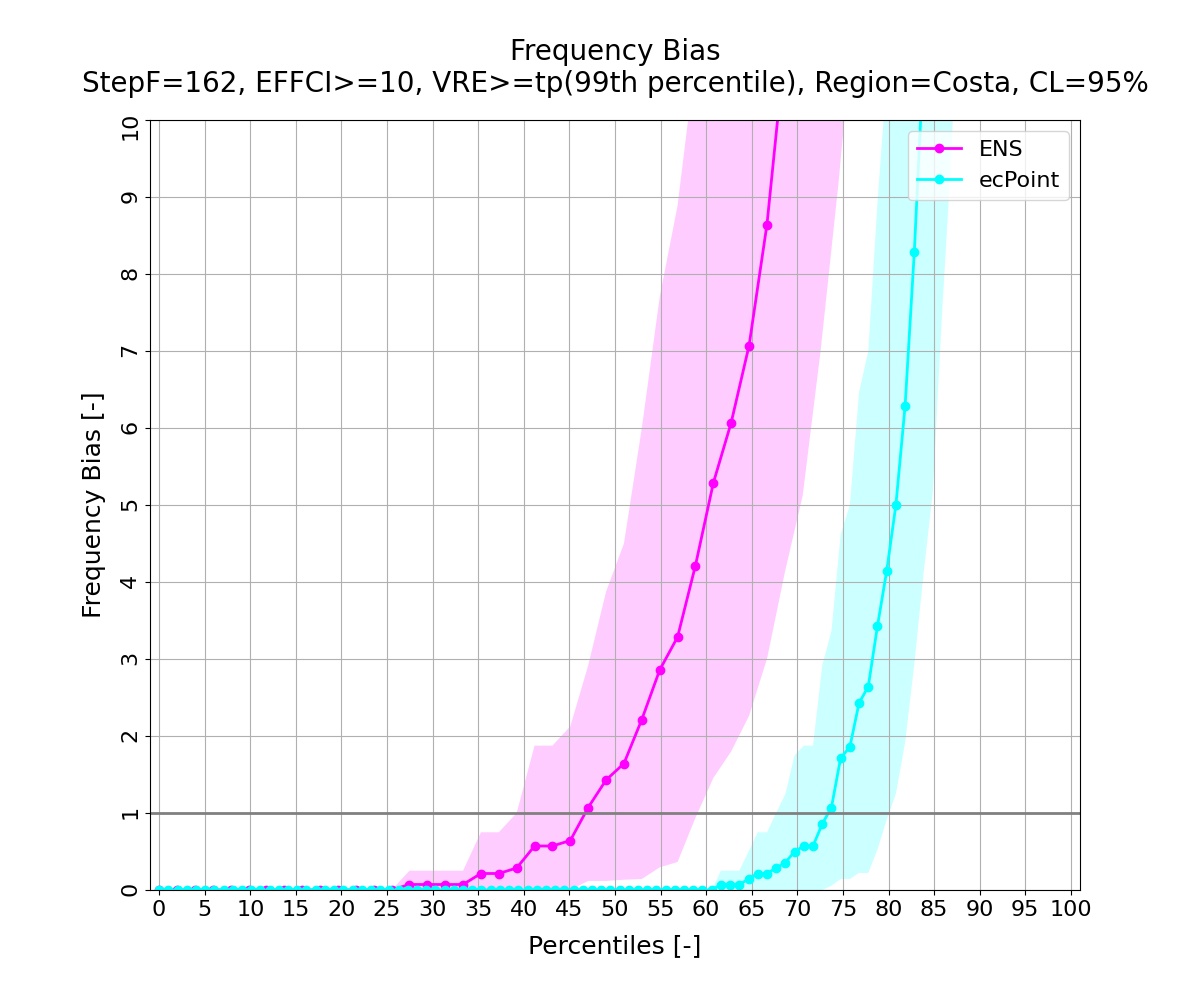 Frequency Bias
StepF=162, EFFCI>=10, VRE>=tp(99th percentile), Region=Costa, CL=95%
10
9
8
7
6
5
4
3
2
1
0
Frequency Bias [-]
ENS
ecPoint
0 5 10 15 20 25 30 35 40 45 50 55 60 65 70 75 80 85 90 95 100
Percentiles [-]